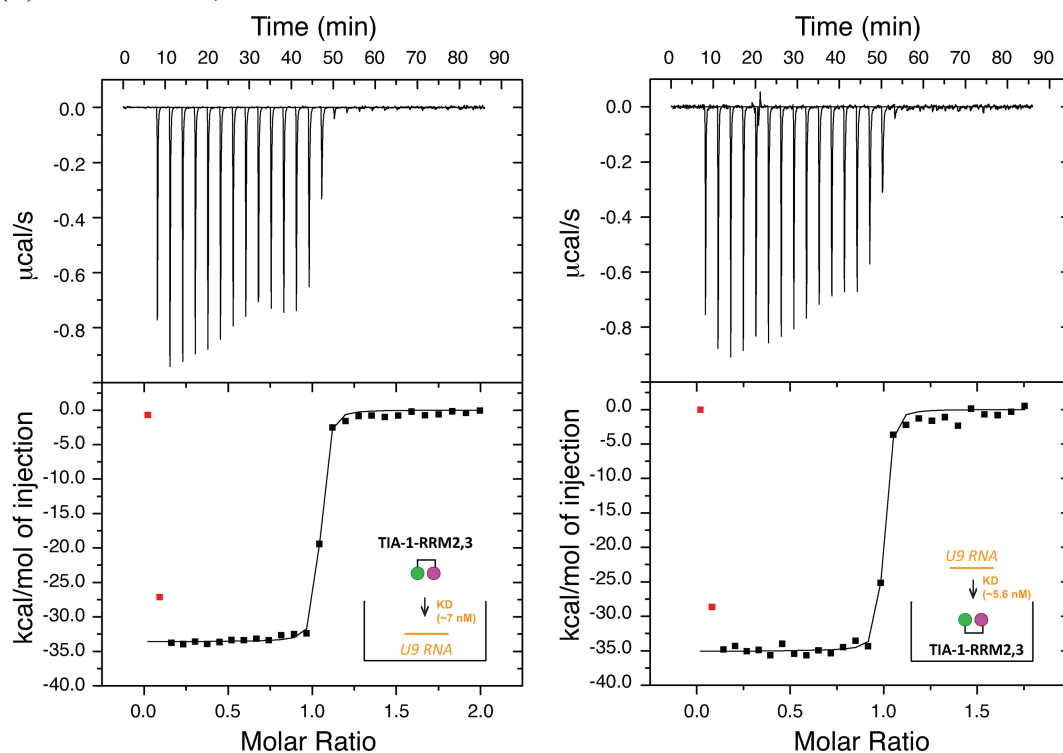 Time (min)
0 10 20 30 40 50 60 70 80 90
0.0
-0.2
-0.4
-0.6
-0.8
μcal/s
0.0
-5.0
-10.0
-15.0
-20.0
-25.0
-30.0
-35.0
-40.0
kcal/mol of injection
TIA-1-RRM2,3
KD
(~7 nM)
U9 RNA
0.0 0.5 1.0 1.5 2.0
Molar Ratio
Time (min)
0 10 20 30 40 50 60 70 80 90
0.0
-0.2
-0.4
-0.6
-0.8
μcal/s
0.0
-5.0
-10.0
-15.0
-20.0
-25.0
-30.0
-35.0
-40.0
kcal/mol of injection
U9 RNA
KD
(~5.6 nM)
TIA-1-RRM2,3
0.0 0.5 1.0 1.5
Molar Ratio